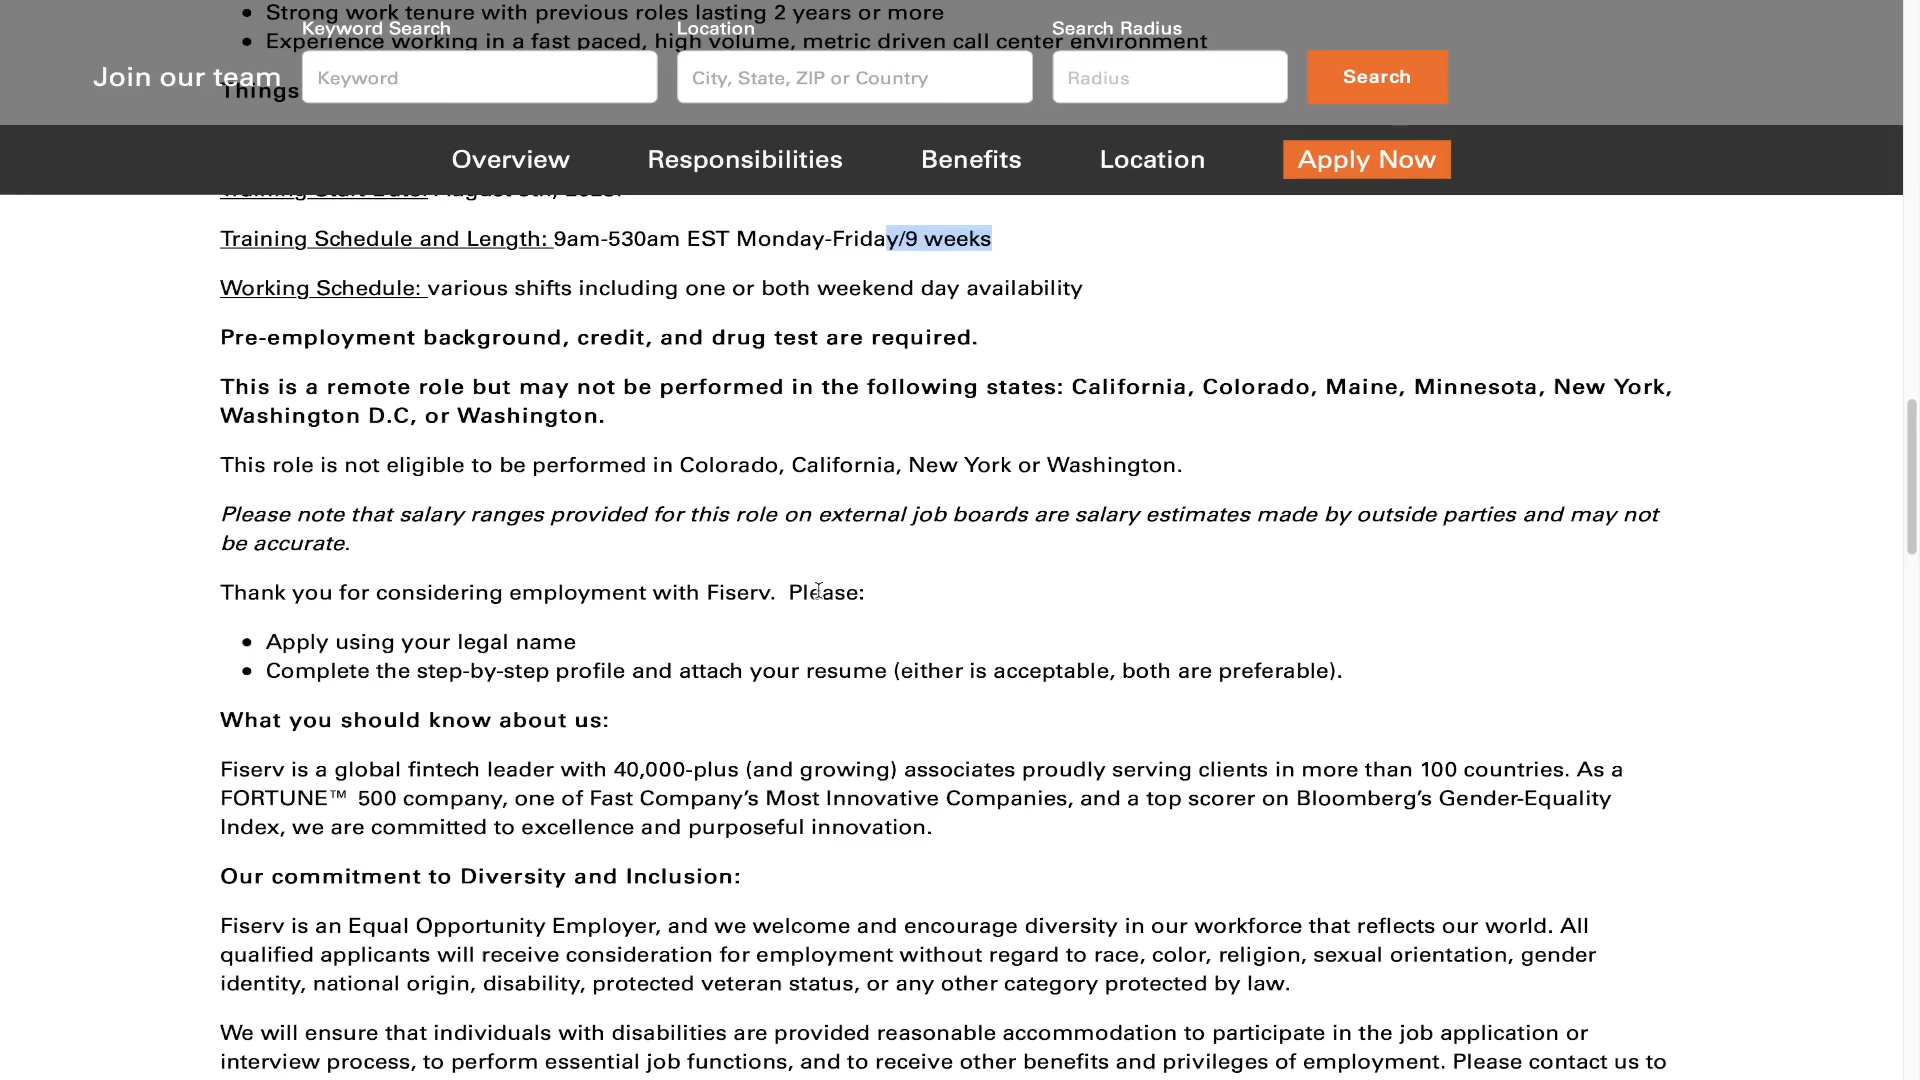 Strong work tenure with previous roles lasting 2 years or more
Keyword Search
Location
Search Radius
Experience working in a fast paced, high volume, metric driven call center environment
Join our team
Keyword
City, State, ZIP or Country
Radius
Search
Things
Overview
Responsibilities
Benefits
Location
Apply Now
Training Schedule and Length: 9am-530am EST Monday-Friday/9 weeks
Working Schedule: various shifts including one or both weekend day availability
Pre-employment background, credit, and drug test are required.
This is a remote role but may not be performed in the following states: California, Colorado, Maine, Minnesota, New York,
Washington D.C, or Washington.
This role is not eligible to be performed in Colorado, California, New York or Washington.
Please note that salary ranges provided for this role on external job boards are salary estimates made by outside parties and may not
be accurate.
Thank you for considering employment with Fiserv.  Please:
Apply using your legal name
Complete the step-by-step profile and attach your resume (either is acceptable, both are preferable).
What you should know about us:
Fiserv is a global fintech leader with 40,000-plus (and growing) associates proudly serving clients in more than 100 countries. As a
FORTUNE™ 500 company, one of Fast Company’s Most Innovative Companies, and a top scorer on Bloomberg’s Gender-Equality
Index, we are committed to excellence and purposeful innovation.
Our commitment to Diversity and Inclusion:
Fiserv is an Equal Opportunity Employer, and we welcome and encourage diversity in our workforce that reflects our world. All
qualified applicants will receive consideration for employment without regard to race, color, religion, sexual orientation, gender
identity, national origin, disability, protected veteran status, or any other category protected by law.
We will ensure that individuals with disabilities are provided reasonable accommodation to participate in the job application or
interview process, to perform essential job functions, and to receive other benefits and privileges of employment. Please contact us to